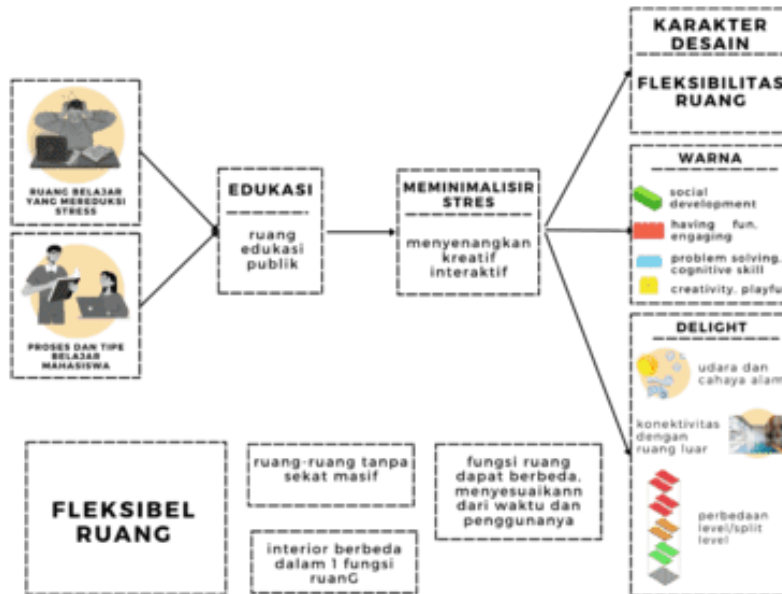 RUANG BELAJAR
YANG MEREDUKSI
STRESS
PROSES DAN TIPE
BELAJAR
MAHASISWA
EDUKASI
ruang
edukasi
publik
MEMINIMALISIR
STRES
menyenangkan
kreatif
interaktif
KARAKTER
DESAIN
FLEKSIBILITAS
RUANG
WARNA
social
development
having fun,
engaging
problem solving,
cognitive skill
creativity, playfu
DELIGHT
udara dan
cahaya alam
konektivitas
dengan
ruang luar
perbedaan
level/split
level
FLEKSIBEL
RUANG
ruang-ruang tanpa
sekat masif
interior berbeda
dalam 1 fungsi
ruanG
fungsi ruang
dapat berbeda,
menyesuaikann
dari waktu dan
penggunanya